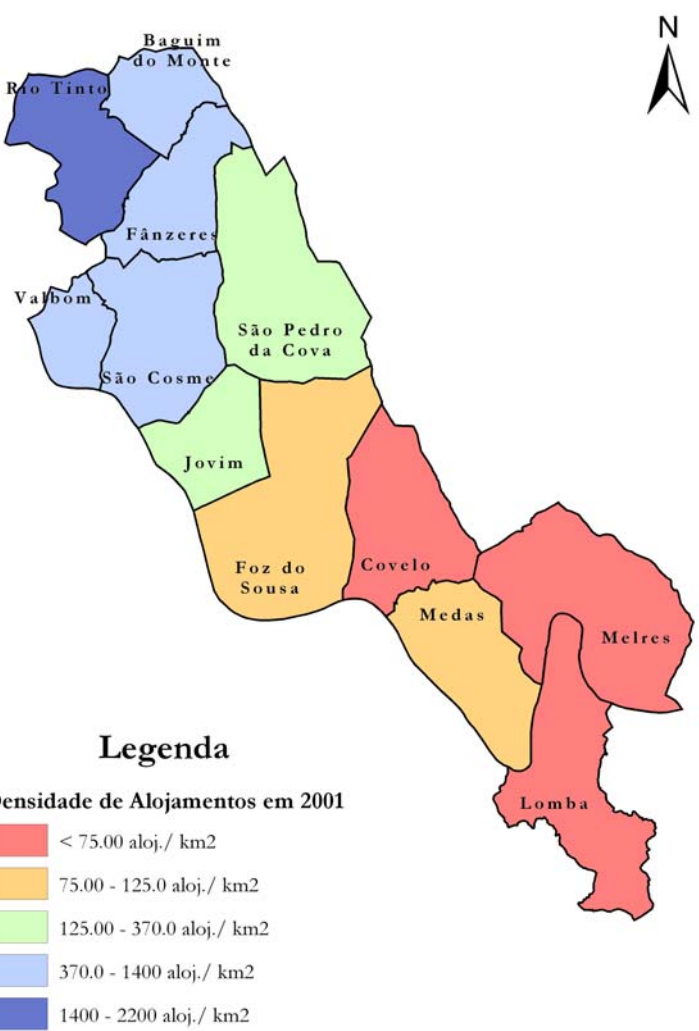 N
Baguim
do Monte
Rio Tinto
Fânzeres
Valbom
São Pedro
da Cova
São Cosme
Jovim
Foz do
Sousa
Covelo
Medas
Melres
Lomba
Legenda
Densidade de Alojamentos em 2001
< 75.00 aloj./ km2
75.00 - 125.0 aloj./ km2
125.00 - 370.0 aloj./ km2
370.0 - 1400 aloj./ km2
1400 - 2200 aloj./ km2